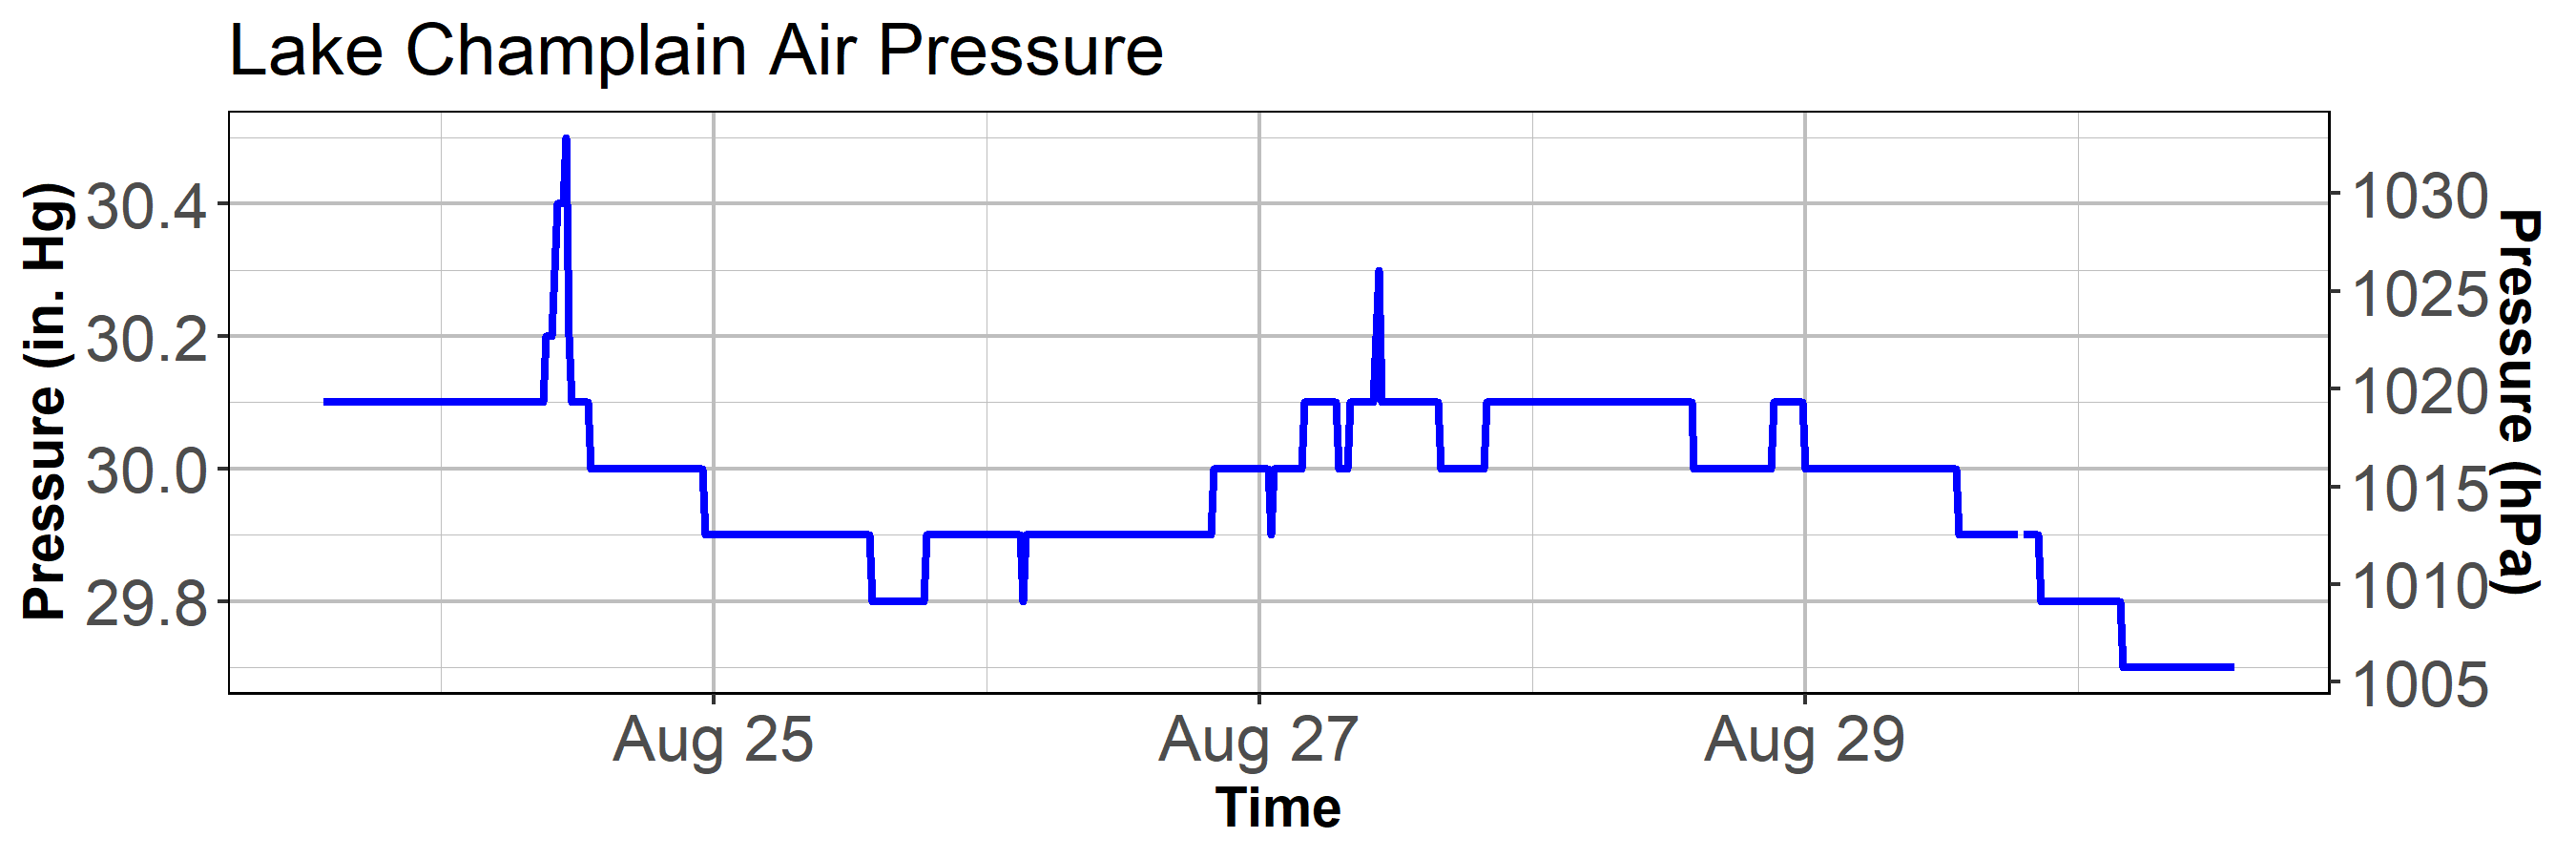 Lake Champlain Air Pressure
Pressure (in. Hg)
30.4
30.2
30.0
29.8
1030
1025
1020
1015
1010
1005
Pressure (hPa)
Aug 25 Aug 27 Aug 29
Time